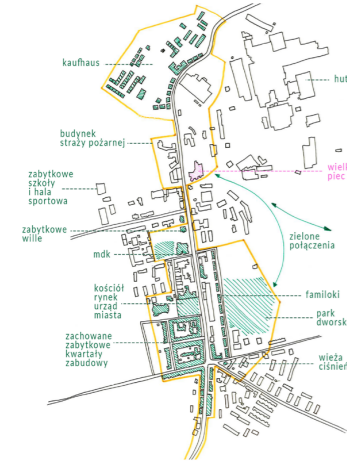 kaufhaus
hut
budynek
straży pożarnej
wielk
piec
zabytkowe
szkoły
i hala
sportowa
zabytkowe
wille
zielone
połączenia
mdk
kościół
rynek
urząd
miasta
familoki
park
dworsk
zachowane
zabytkowe
kwartały
zabudowy
wieża
ciśnień